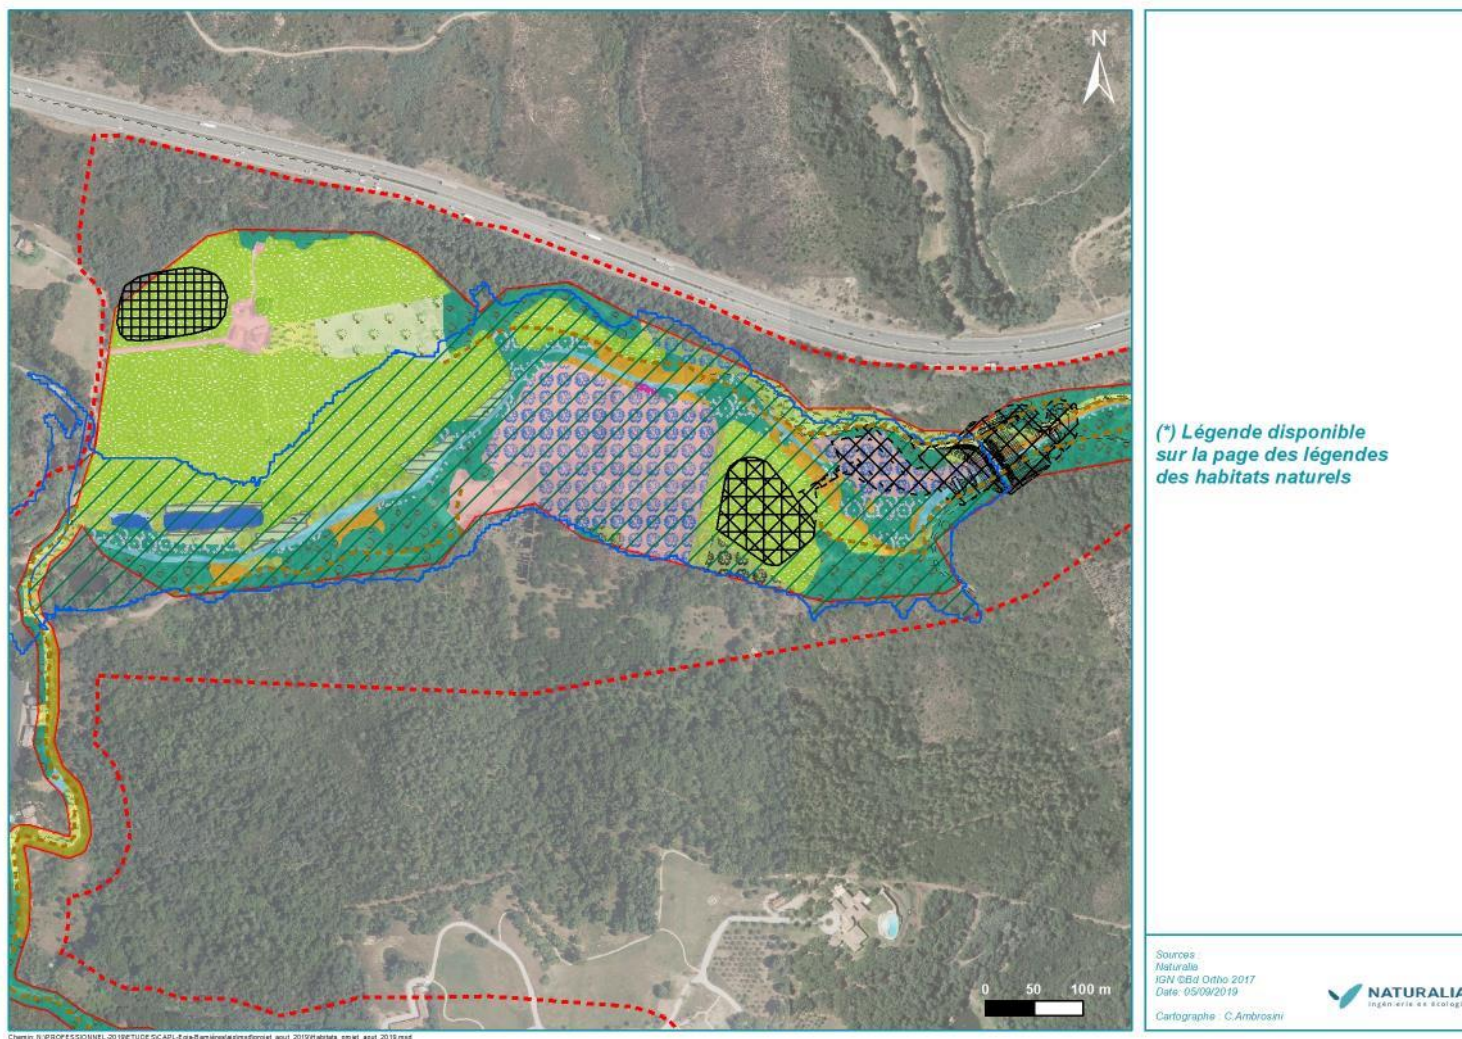 N
(*) Légende disponible
sur la page des légendes
des habitats naturels
0 50 100 m
Sources
Naturalia
IGN ©Bd Ortho 2017
Date: 05/09/2019
Cartographe : C.Ambrosini
NATURALIA